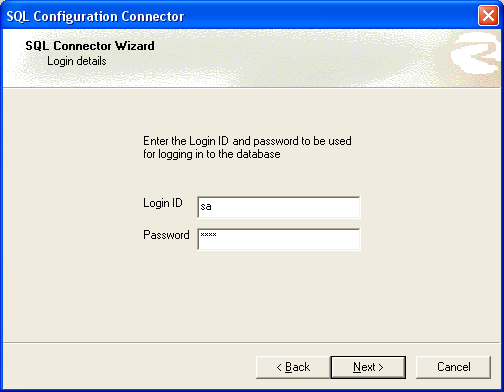 SQL Configuration Connector
SQL Connector Wizard
Login details
Enter the Login ID and password to be used
for logging in to the database
Login ID
sa
Password
****
< Back
Next >
Cancel